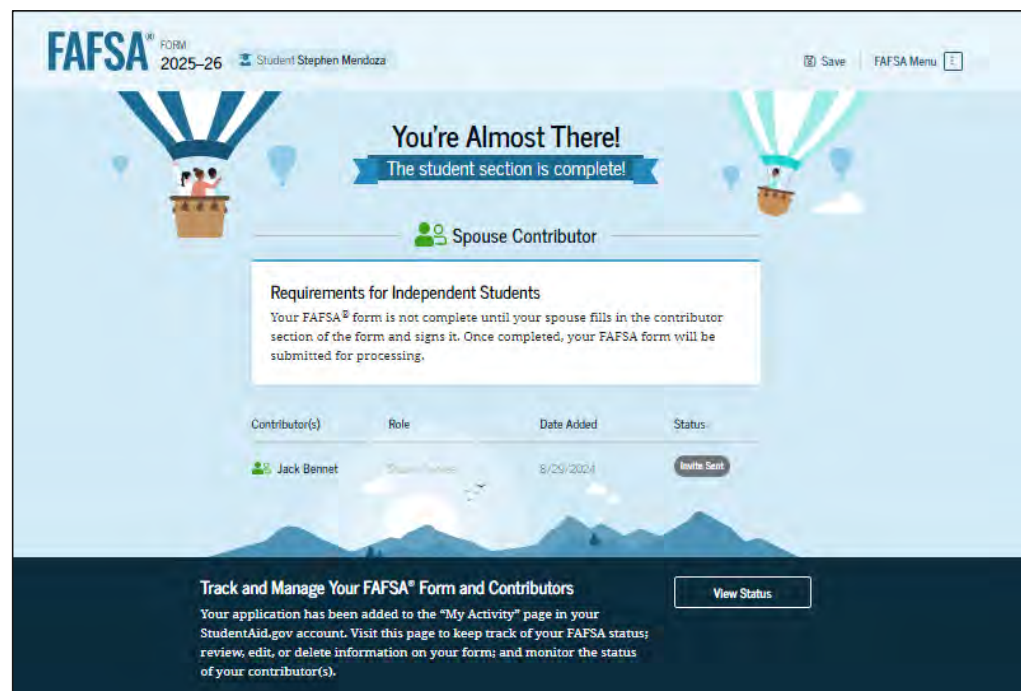 FAFSA® FORM 2025–26 Student Stephen Mendoza Save FAFSA Menu
You're Almost There!
The student section is complete!
Spouse Contributor
Requirements for Independent Students
Your FAFSA® form is not complete until your spouse fills in the contributor
section of the form and signs it. Once completed, your FAFSA form will be
submitted for processing.
Contributor(s) Role Date Added Status
Jack Bennet 8/29/2024 Invite Sent
Track and Manage Your FAFSA® Form and Contributors
View Status
Your application has been added to the “My Activity” page in your
StudentAid.gov account. Visit this page to keep track of your FAFSA status;
review, edit, or delete information on your form; and monitor the status
of your contributor(s).